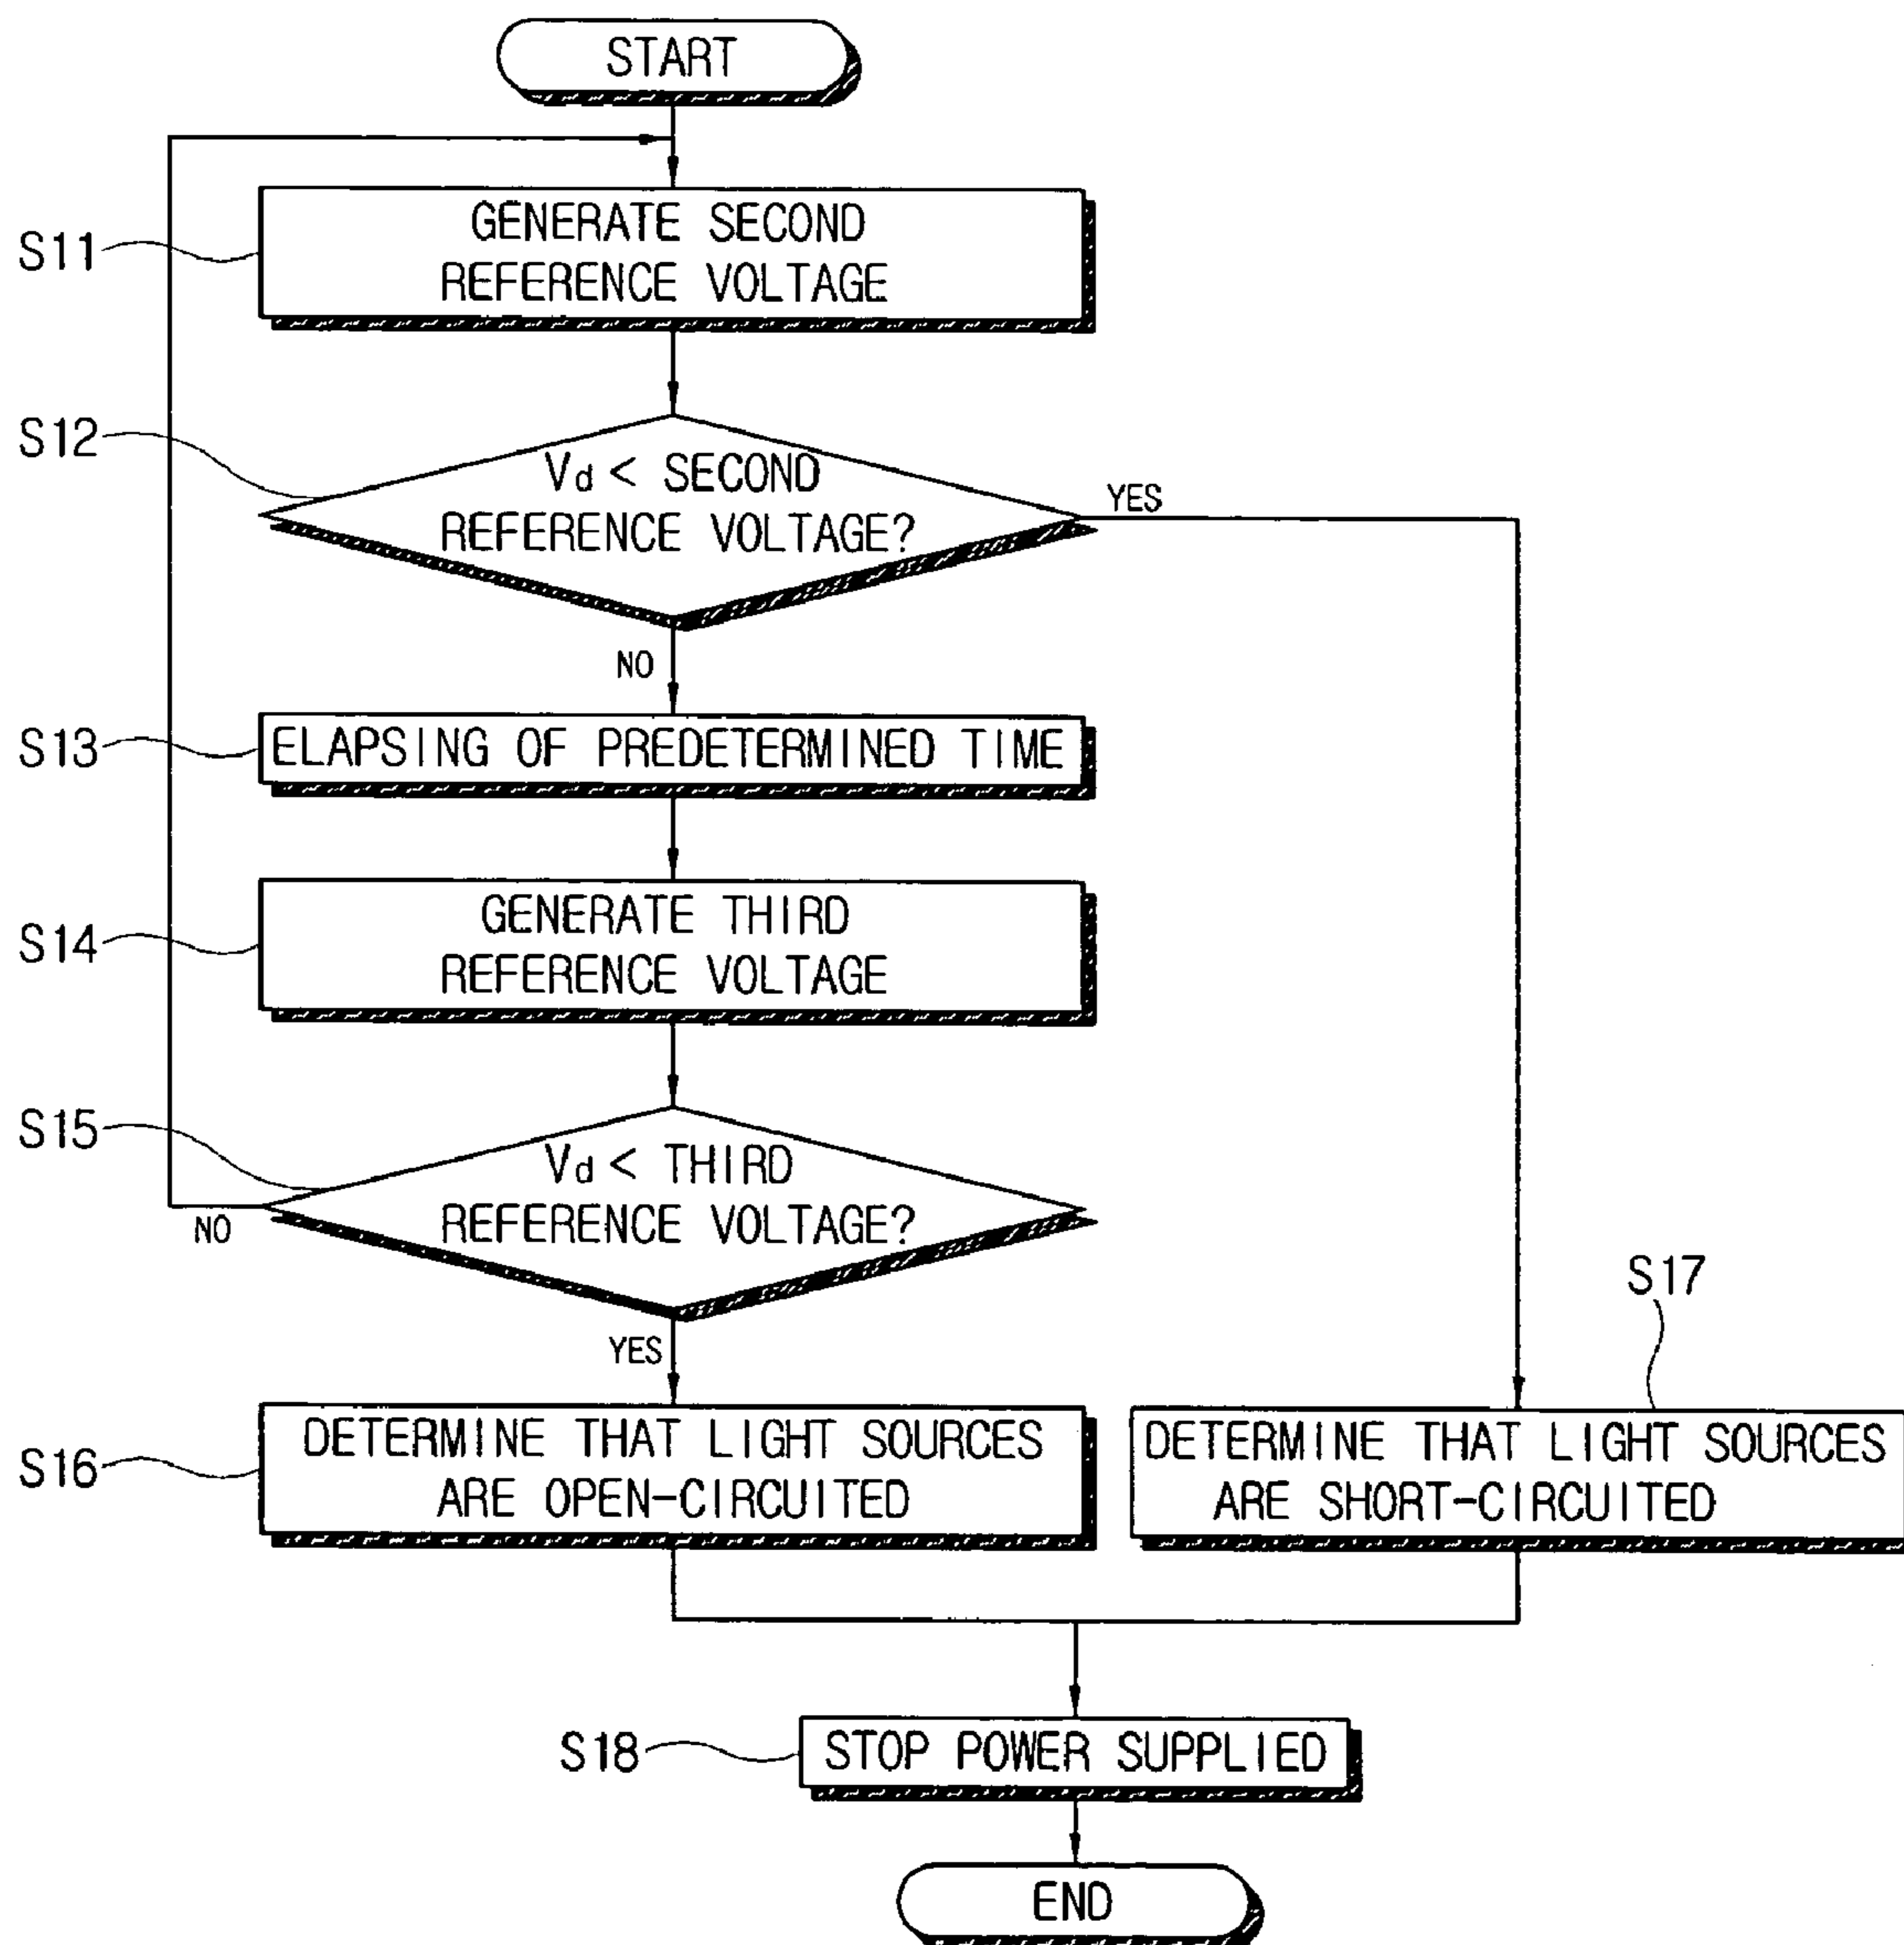 START
S11
GENERATE SECOND
REFERENCE VOLTAGE
S12
Vd < SECOND
REFERENCE VOLTAGE?
YES
NO
S13
ELAPSING OF PREDETERMINED TIME
S14
GENERATE THIRD
REFERENCE VOLTAGE
S15
Vd < THIRD
REFERENCE VOLTAGE?
NO
YES
S16
DETERMINE THAT LIGHT SOURCES
ARE OPEN-CIRCUITED
S17
DETERMINE THAT LIGHT SOURCES
ARE SHORT-CIRCUITED
S18
STOP POWER SUPPLIED
END